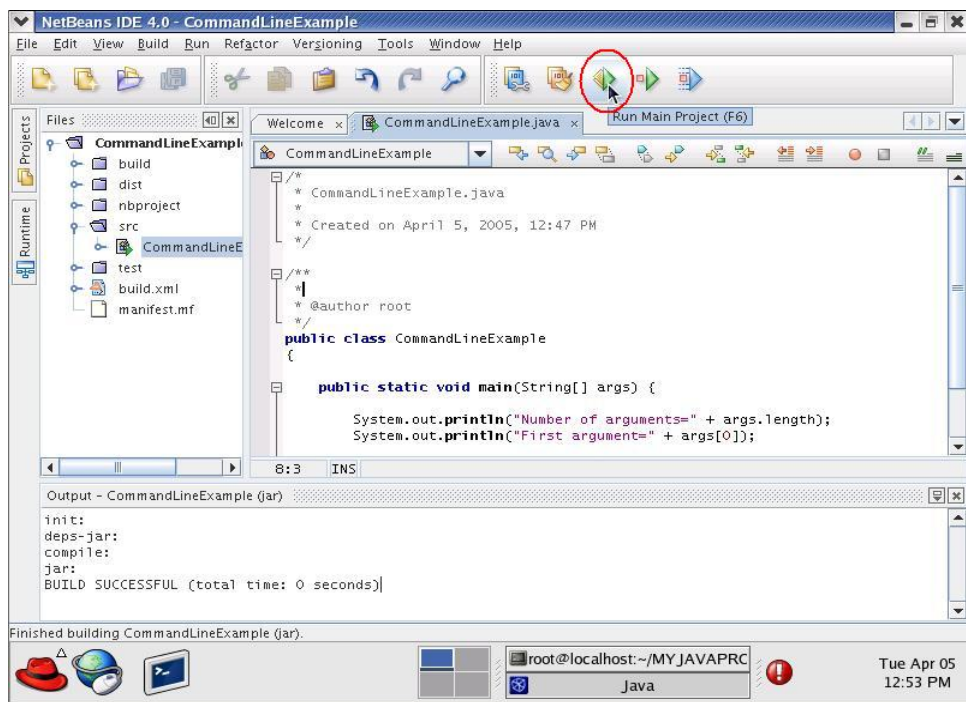 NetBeans IDE 4.0 - CommandLineExample
File Edit View Build Run Refactor Versioning Tools Window Help
Run Main Project (F6)
Projects
Runtime
Files
CommandLineExampl
build
dist
nbproject
src
CommandLineE
test
build.xml
manifest.mf
Welcome x CommandLineExample.java x
CommandLineExample
/*
* CommandLineExample.java
*
* Created on April 5, 2005, 12:47 PM
*/
/**
*
* @author root
*/
public class CommandLineExample
{
public static void main(String[] args) {
System.out.println("Number of arguments=" + args.length);
System.out.println("First argument=" + args[0]);
8:3 INS
Output - CommandLineExample (jar)
init:
deps-jar:
compile:
jar:
BUILD SUCCESSFUL (total time: 0 seconds)
Finished building CommandLineExample (jar).
root@localhost:~/MYJAVAPRC
Java
Tue Apr 05
12:53 PM